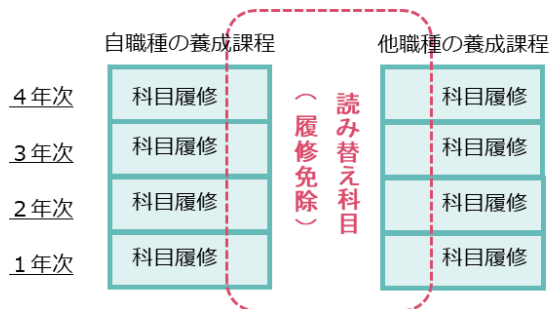 自職種の養成課程
他職種の養成課程
４年次
科目履修
科目履修
３年次
科目履修
科目履修
２年次
科目履修
科目履修
１年次
科目履修
科目履修
読み替え科目
（履修免除）